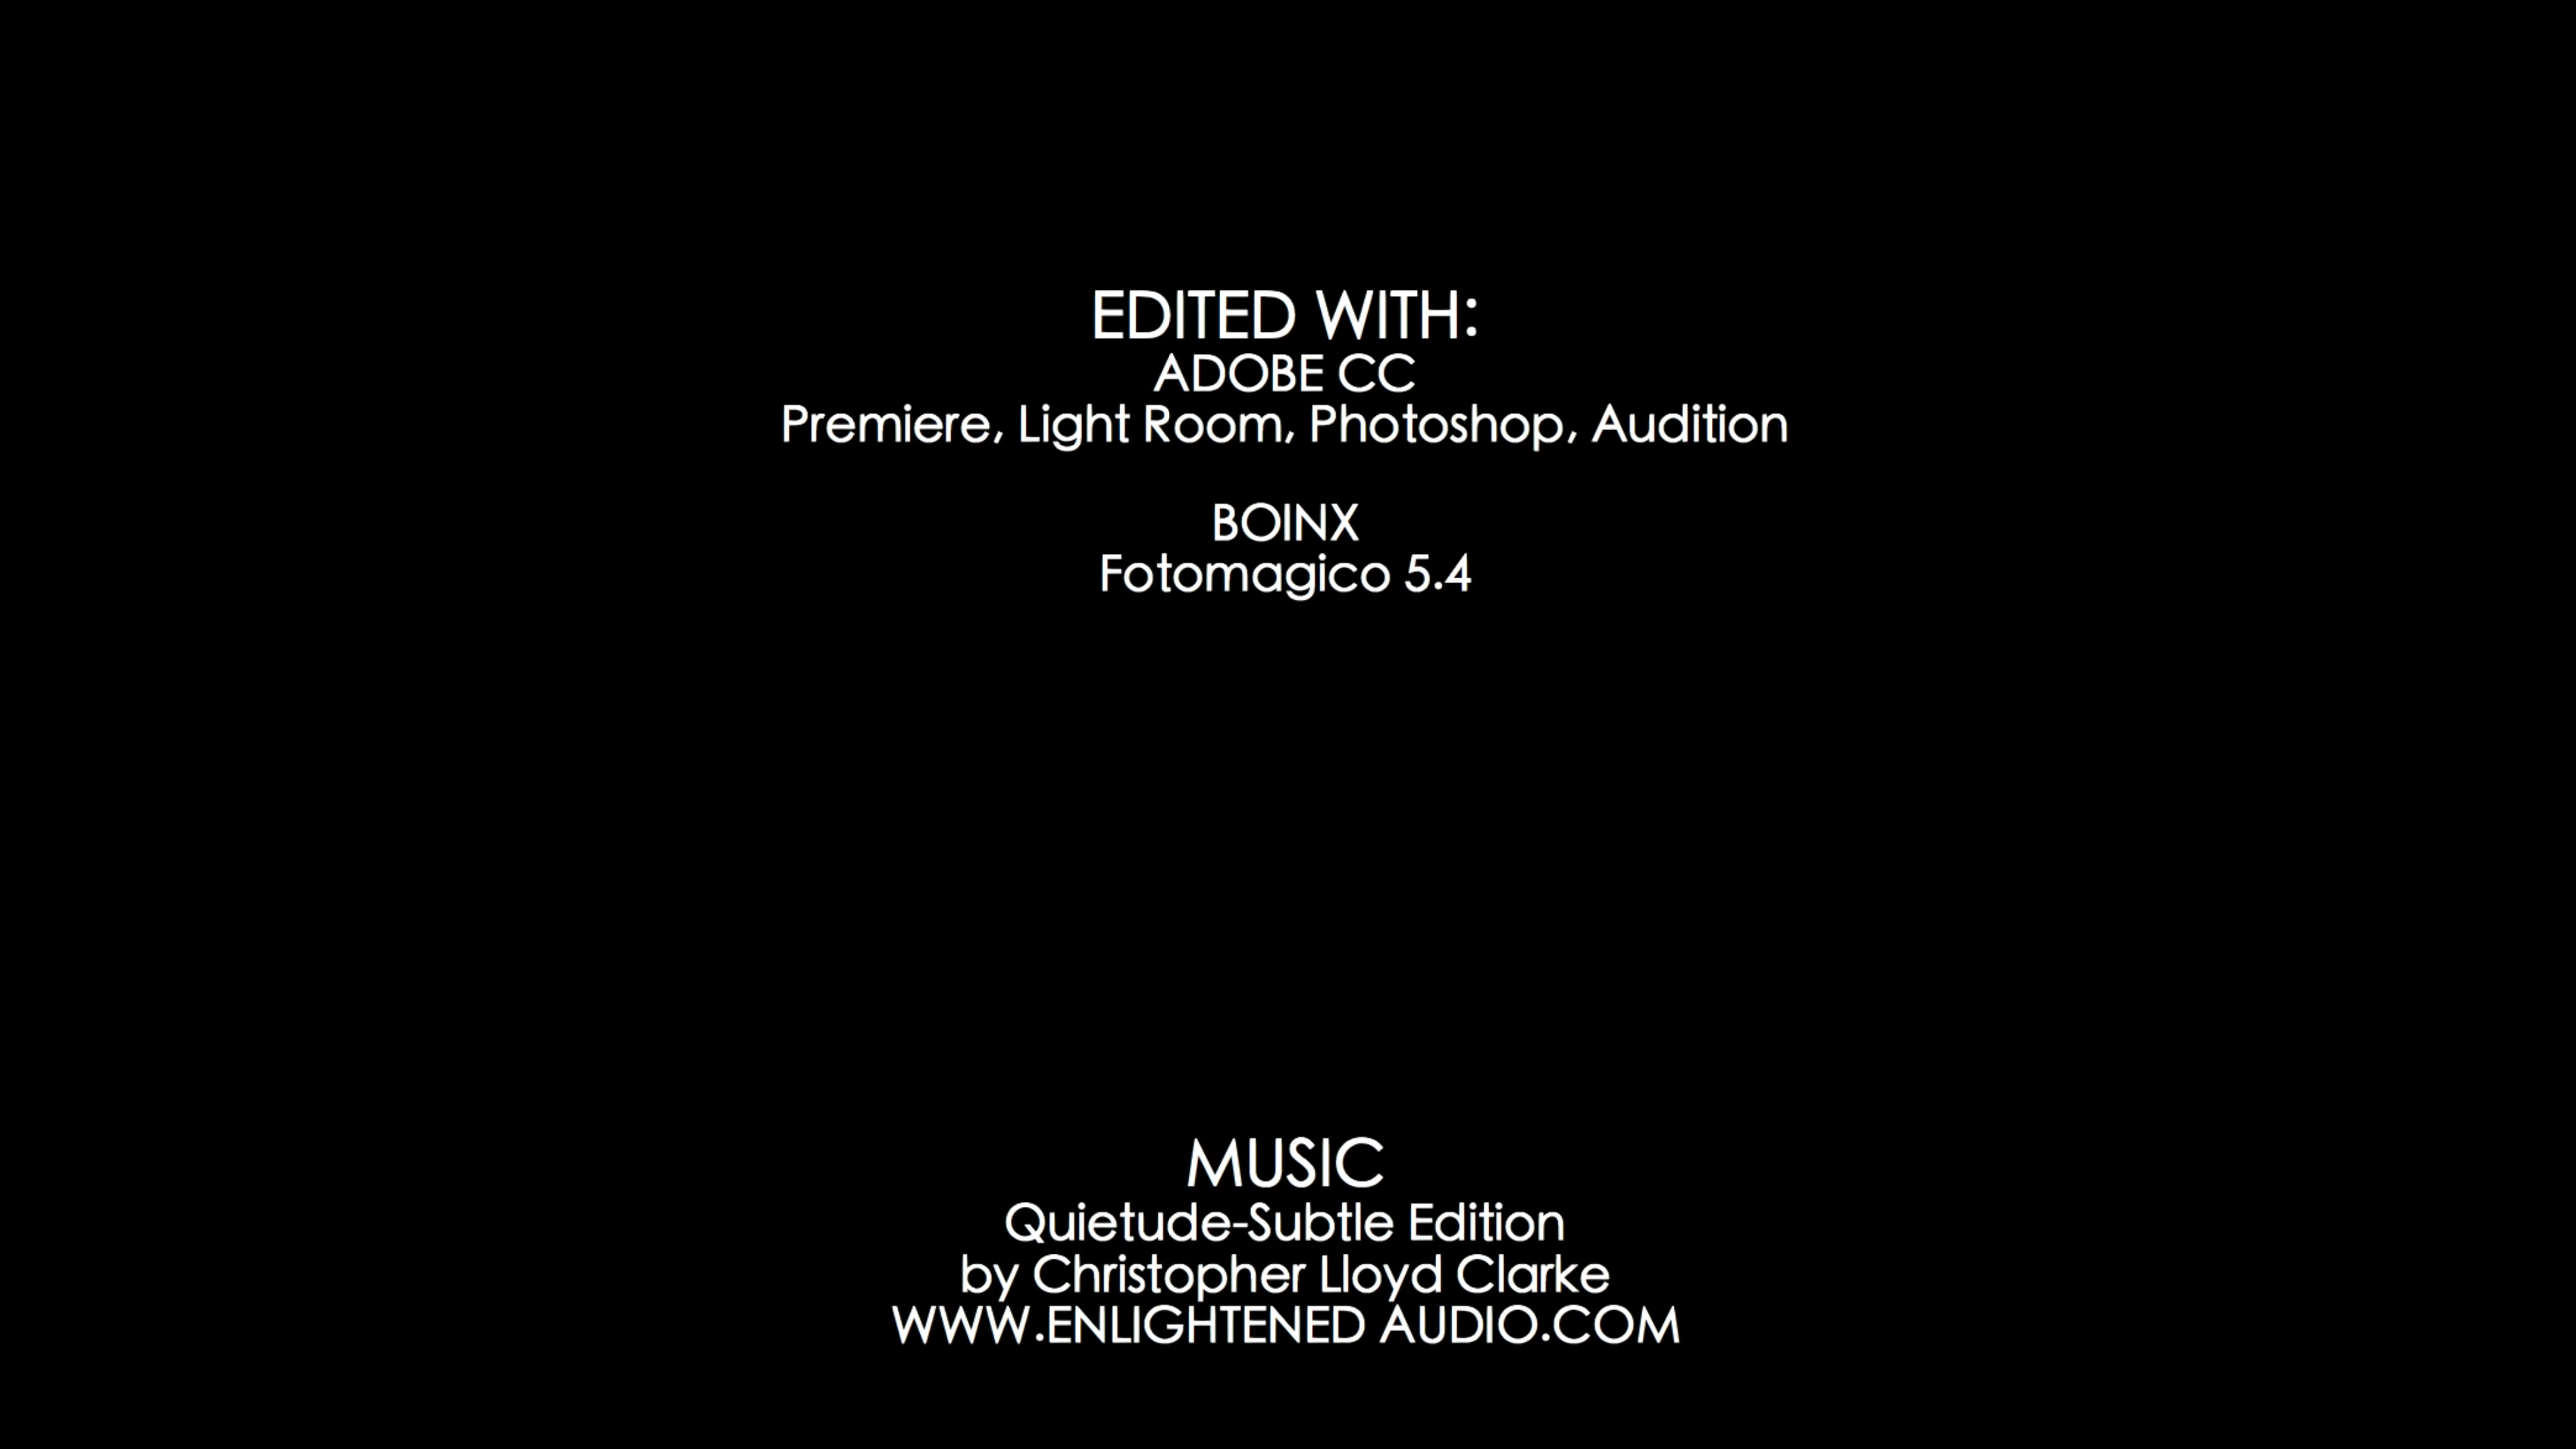 EDITED WITH:
ADOBE CC
Premiere, Light Room, Photoshop, Audition
BOINX
Fotomagico 5.4
MUSIC
Quietude-Subtle Edition
by Christopher Lloyd Clarke
WWW.ENLIGHTENED AUDIO.COM